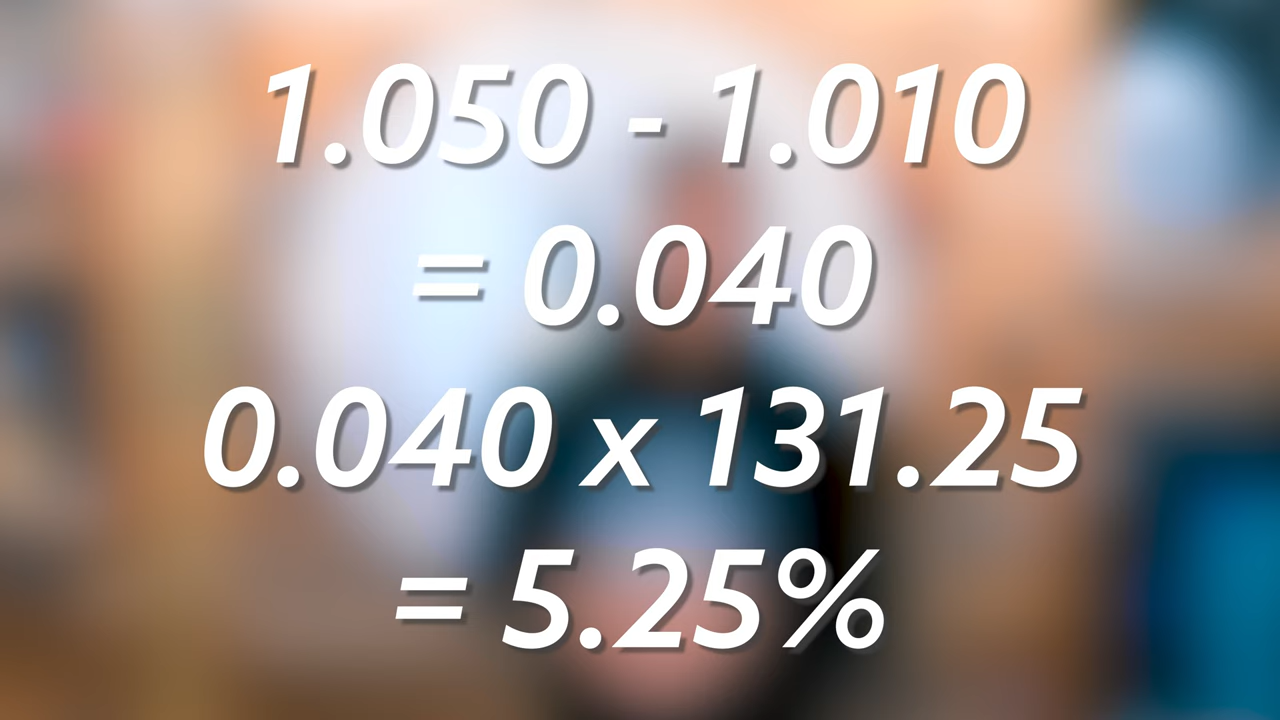 1.050 - 1.010
= 0.040
0.040 x 131.25
= 5.25%